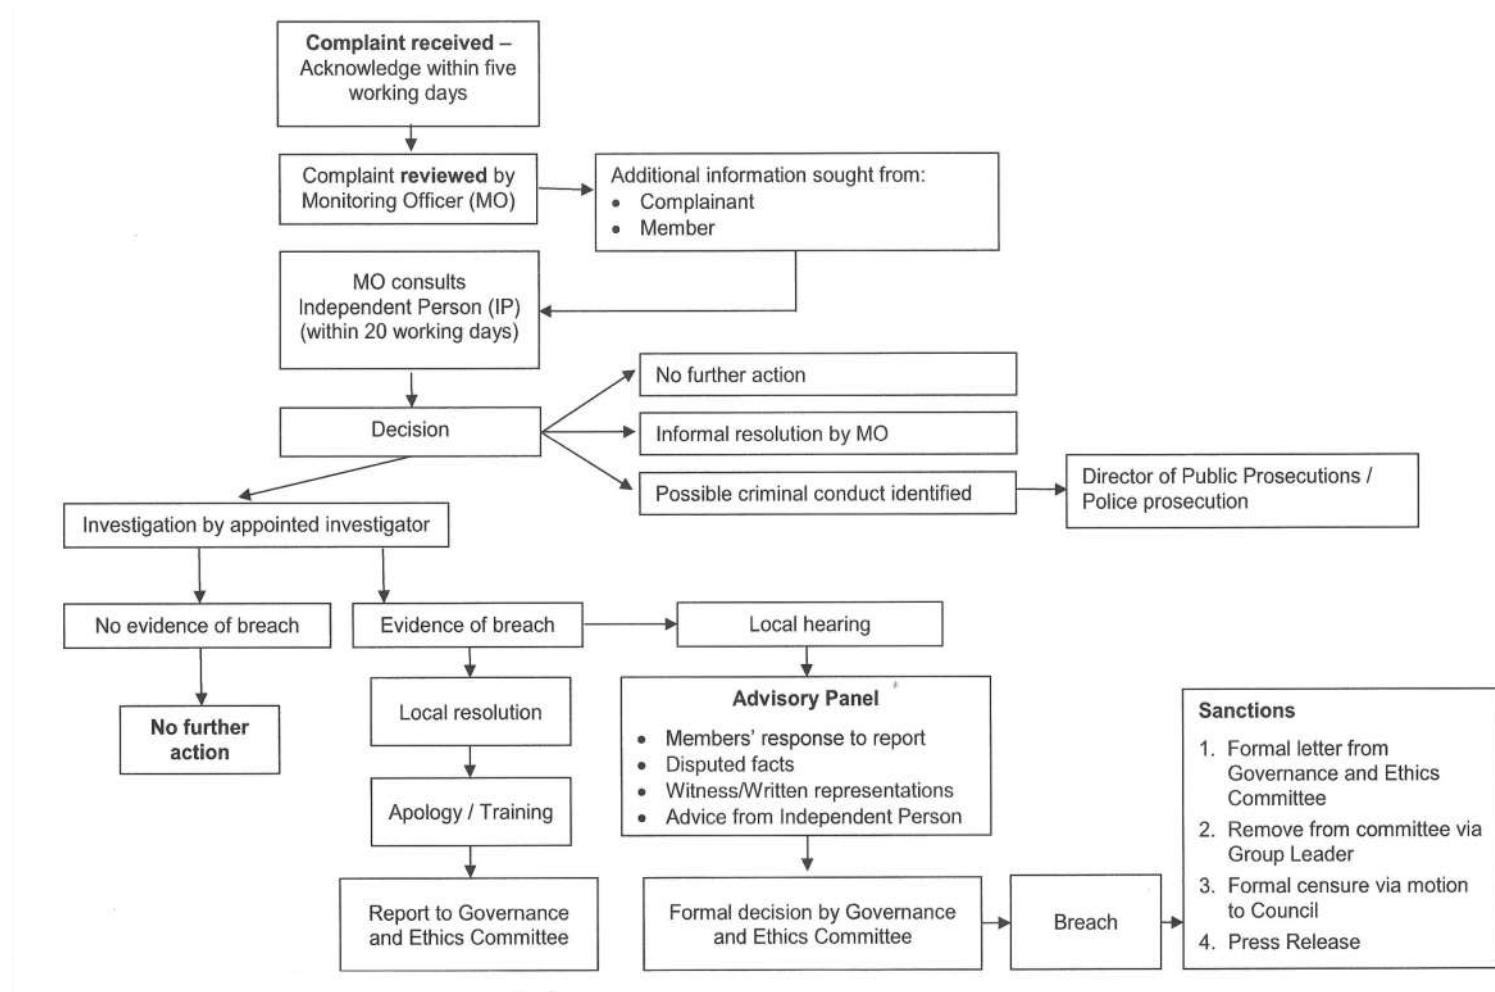 Complaint received –
Acknowledge within five
working days
Complaint reviewed by
Monitoring Officer (MO)
Additional information sought from:
• Complainant
• Member
MO consults
Independent Person (IP)
(within 20 working days)
No further action
Decision
Informal resolution by MO
Possible criminal conduct identified
Director of Public Prosecutions /
Police prosecution
Investigation by appointed investigator
No evidence of breach
Evidence of breach
Local hearing
No further
action
Local resolution
Apology / Training
Report to Governance
and Ethics Committee
Advisory Panel
• Members' response to report
• Disputed facts
• Witness/Written representations
• Advice from Independent Person
Formal decision by Governance
and Ethics Committee
Breach
Sanctions
1. Formal letter from
Governance and Ethics
Committee
2. Remove from committee via
Group Leader
3. Formal censure via motion
to Council
4. Press Release